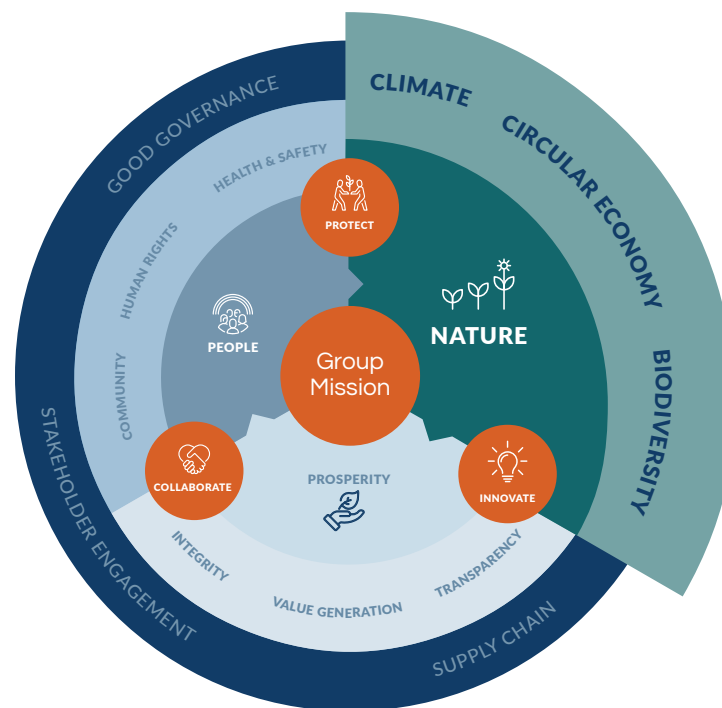 CLIMATE
CIRCULAR ECONOMY
BIODIVERSITY
GOOD GOVERNANCE
HEALTH & SAFETY
HUMAN RIGHTS
COMMUNITY
PROTECT
PEOPLE
NATURE
Group
Mission
COLLABORATE
PROSPERITY
INNOVATE
INTEGRITY
VALUE GENERATION
TRANSPARENCY
STAKEHOLDER ENGAGEMENT
SUPPLY CHAIN